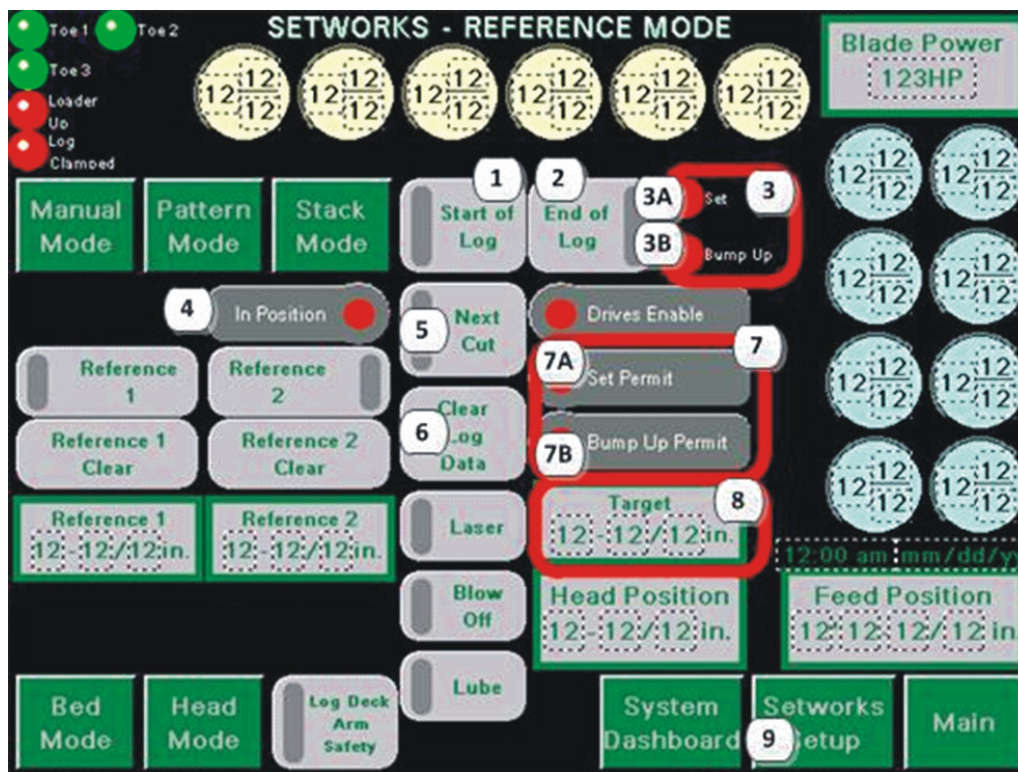 Toe 1 Toe 2
SETWORKS - REFERENCE MODE
Toe 3
Loader
Up
Log
Clamped
12 12/12 12 12/12 12 12/12 12 12/12 12 12/12 12 12/12
Blade Power
123HP
Manual
Mode
Pattern
Mode
Stack
Mode
1
Start of
Log
2
End of
Log
3
3A
Set
3B
Bump Up
12 12/12 12 12/12
12 12/12 12 12/12
12 12/12 12 12/12
12 12/12 12 12/12
4
In Position
5
Next
Cut
Drives Enable
Reference
1
Reference
2
7
7A
Set Permit
Reference 1
Clear
Reference 2
Clear
6
Clear
Log
Data
7B
Bump Up Permit
Reference 1
12-12/12in.
Reference 2
12-12/12in.
Laser
8
Target
12-12/12in.
12:00 am mm/dd/yy
Blow
Off
Head Position
12-12/12in.
Feed Position
12'12-12/12 in.
Lube
Bed
Mode
Head
Mode
Log Deck
Arm
Safety
System
Dashboard
9
Setworks
Setup
Main